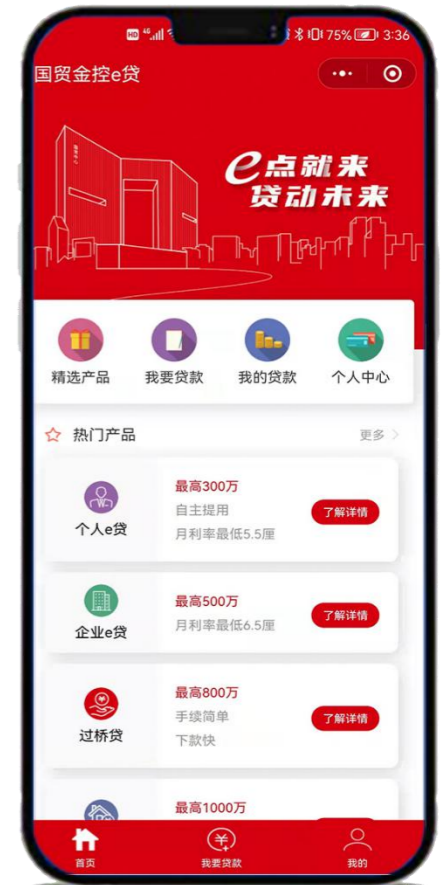 HD 4G 75% 3:36
国贸金控e贷
e点就来
贷动未来
精选产品 我要贷款 我的贷款 个人中心
热门产品 更多
个人e贷
最高300万
自主提用
月利率最低5.5厘
了解详情
企业e贷
最高500万
月利率最低6.5厘
了解详情
过桥贷
最高800万
手续简单
下款快
了解详情
最高1000万
首页 我要贷款 我的